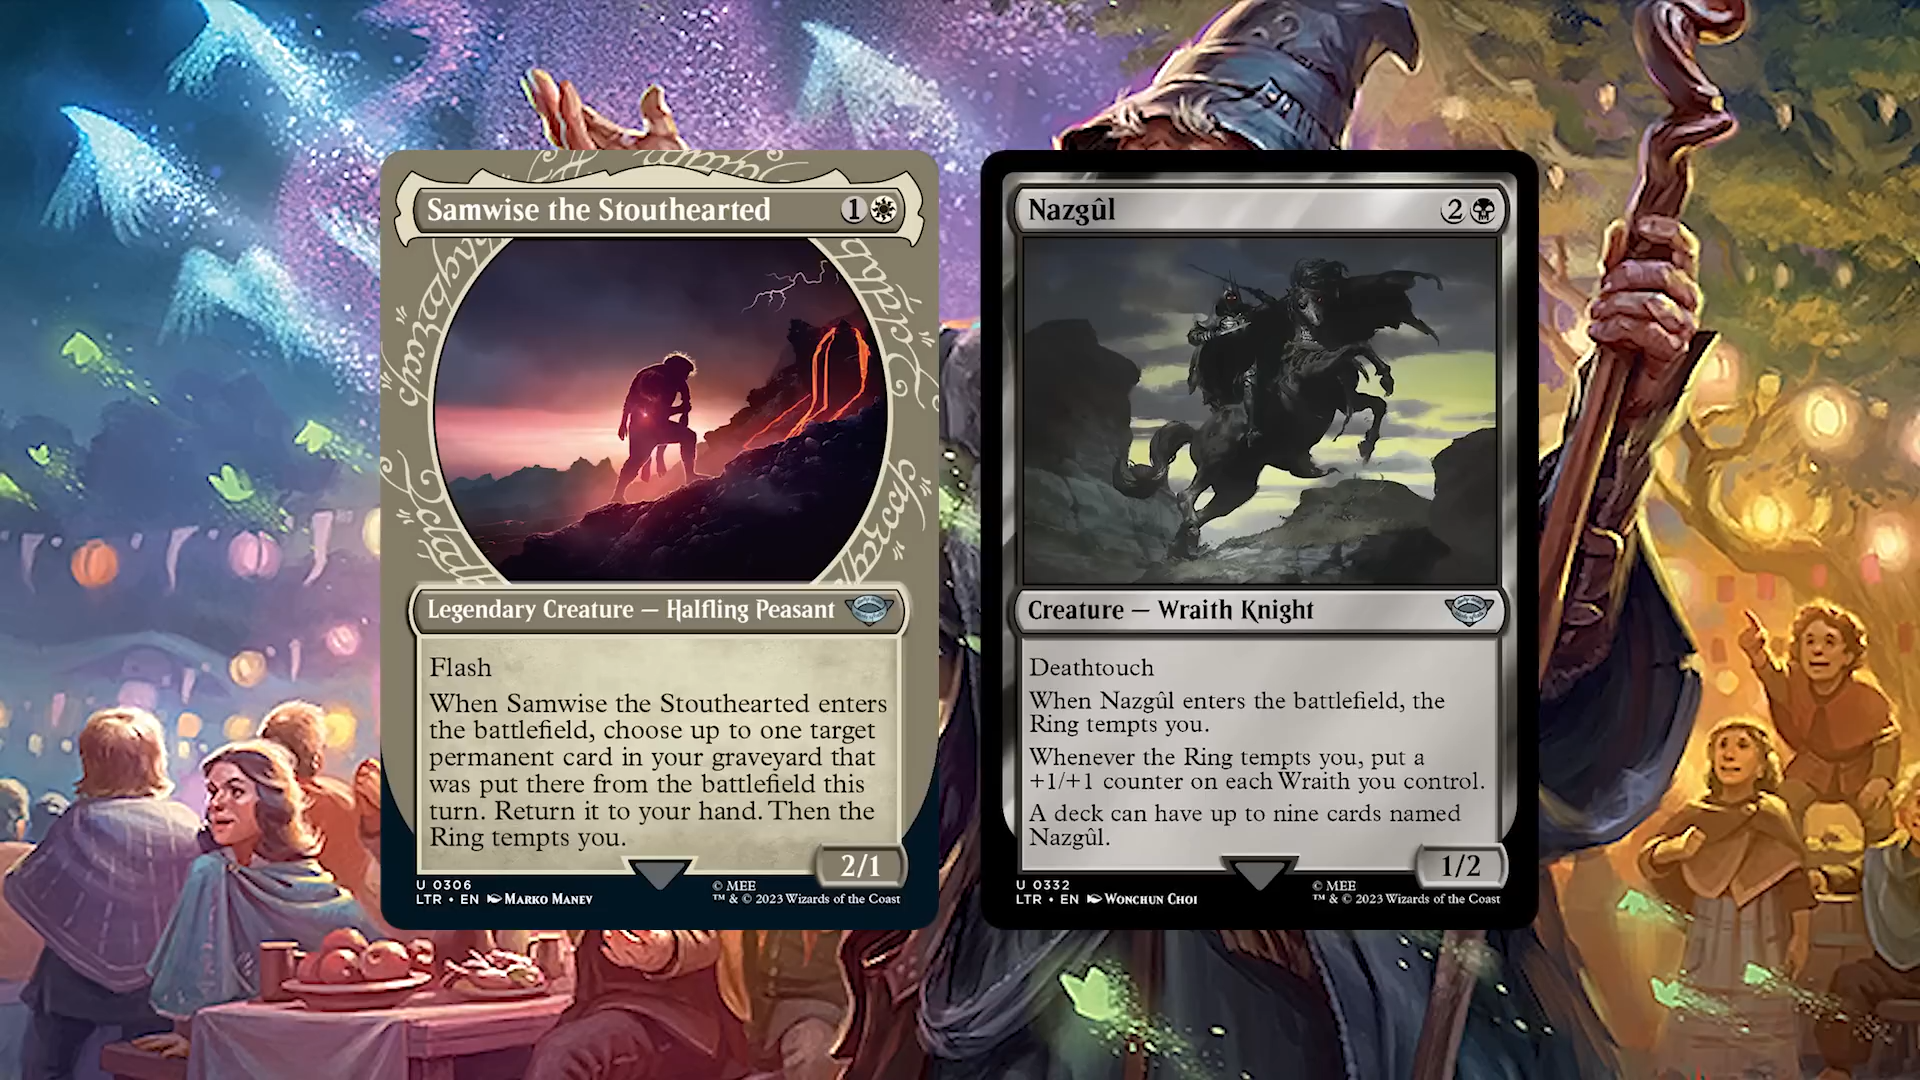 Samwise the Stouthearted 1
Legendary Creature — Halfling Peasant
Flash
When Samwise the Stouthearted enters
the battlefield, choose up to one target
permanent card in your graveyard that
was put there from the battlefield this
turn. Return it to your hand. Then the
Ring tempts you.
2/1
U 0306
LTR • EN Marko Manev
© MEE
™ & © 2023 Wizards of the Coast
Nazgûl 2
Creature — Wraith Knight
Deathtouch
When Nazgûl enters the battlefield, the
Ring tempts you.
Whenever the Ring tempts you, put a
+1/+1 counter on each Wraith you control.
A deck can have up to nine cards named
Nazgûl.
1/2
U 0332
LTR • EN Wonchun Choi
© MEE
™ & © 2023 Wizards of the Coast